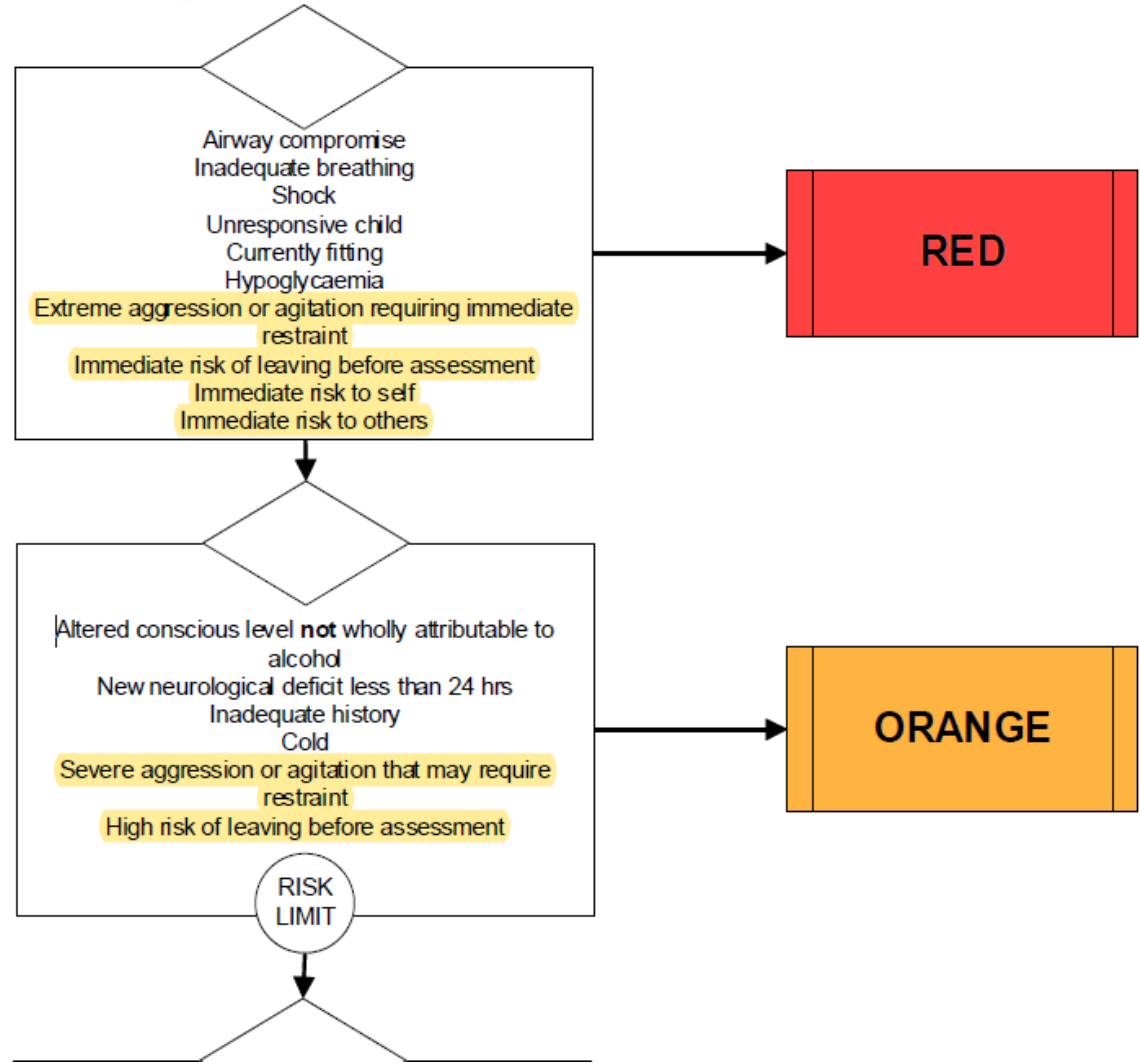 Airway compromise
Inadequate breathing
Shock
Unresponsive child
Currently fitting
Hypoglycaemia
Extreme aggression or agitation requiring immediate
restraint
Immediate risk of leaving before assessment
Immediate risk to self
Immediate risk to others
RED
Altered conscious level not wholly attributable to
alcohol
New neurological deficit less than 24 hrs
Inadequate history
Cold
Severe aggression or agitation that may require
restraint
High risk of leaving before assessment
ORANGE
RISK
LIMIT